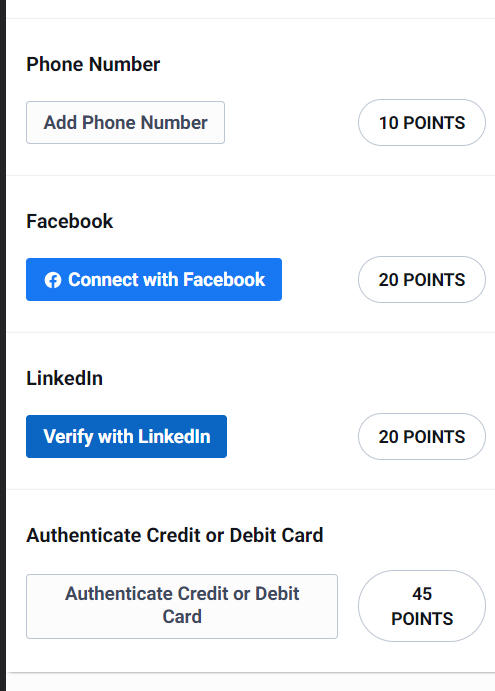 Phone Number
Add Phone Number
10 POINTS
Facebook
Connect with Facebook
20 POINTS
LinkedIn
Verify with LinkedIn
20 POINTS
Authenticate Credit or Debit Card
Authenticate Credit or Debit
Card
45
POINTS